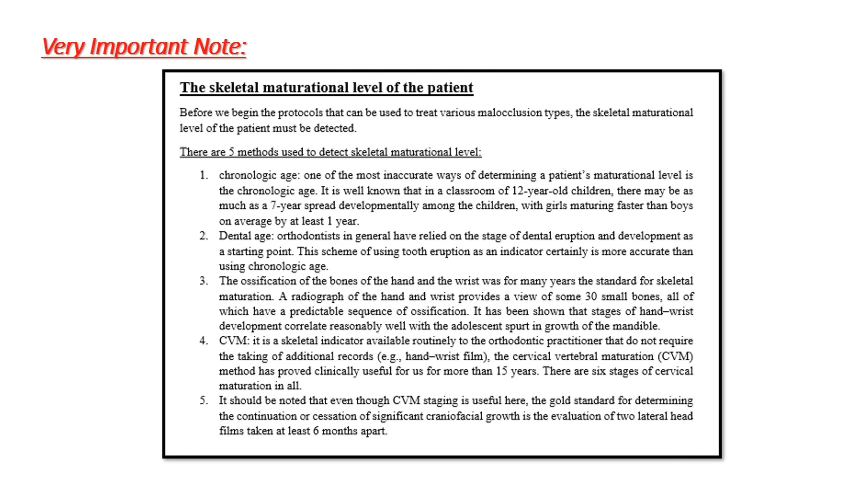 Very Important Note:
The skeletal maturational level of the patient
Before we begin the protocols that can be used to treat various malocclusion types, the skeletal maturational
level of the patient must be detected.
There are 5 methods used to detect skeletal maturational level:
1. chronologic age: one of the most inaccurate ways of determining a patient’s maturational level is
the chronologic age. It is well known that in a classroom of 12-year-old children, there may be as
much as a 7-year spread developmentally among the children, with girls maturing faster than boys
on average by at least 1 year.
2. Dental age: orthodontists in general have relied on the stage of dental eruption and development as
a starting point. This scheme of using tooth eruption as an indicator certainly is more accurate than
using chronologic age.
3. The ossification of the bones of the hand and the wrist was for many years the standard for skeletal
maturation. A radiograph of the hand and wrist provides a view of some 30 small bones, all of
which have a predictable sequence of ossification. It has been shown that stages of hand–wrist
development correlate reasonably well with the adolescent spurt in growth of the mandible.
4. CVM: it is a skeletal indicator available routinely to the orthodontic practitioner that do not require
the taking of additional records (e.g., hand–wrist film), the cervical vertebral maturation (CVM)
method has proved clinically useful for us for more than 15 years. There are six stages of cervical
maturation in all.
5. It should be noted that even though CVM staging is useful here, the gold standard for determining
the continuation or cessation of significant craniofacial growth is the evaluation of two lateral head
films taken at least 6 months apart.